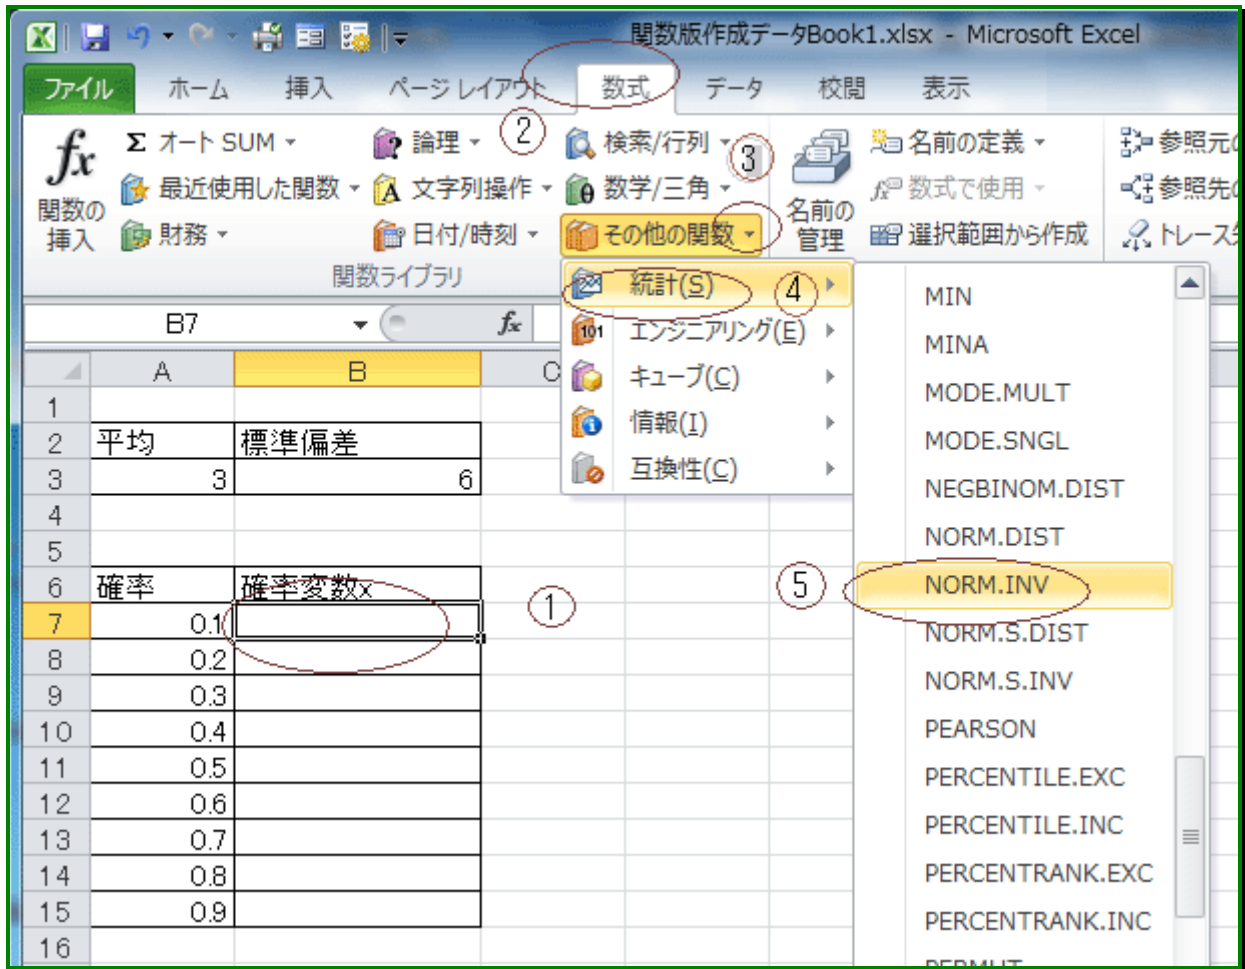 関数版作成データBook1.xlsx - Microsoft Excel
ファイル ホーム 挿入 ページ レイアウト 数式 データ 校閲 表示
②
③
fx 関数の挿入
Σ オート SUM
最近使用した関数
財務
論理
文字列操作
日付/時刻
検索/行列
数学/三角
その他の関数
関数ライブラリ
名前の管理
名前の定義
数式で使用
選択範囲から作成
参照元の
参照先の
トレース
統計(S) ④
エンジニアリング(E)
キューブ(C)
情報(I)
互換性(C)
MIN
MINA
MODE.MULT
MODE.SNGL
NEGBINOM.DIST
NORM.DIST
⑤ NORM.INV
NORM.S.DIST
NORM.S.INV
PEARSON
PERCENTILE.EXC
PERCENTILE.INC
PERCENTRANK.EXC
PERCENTRANK.INC
B7 fx
A B C
1
2 平均 標準偏差
3 3 6
4
5
6 確率 確率変数x
7 0.1 ①
8 0.2
9 0.3
10 0.4
11 0.5
12 0.6
13 0.7
14 0.8
15 0.9
16